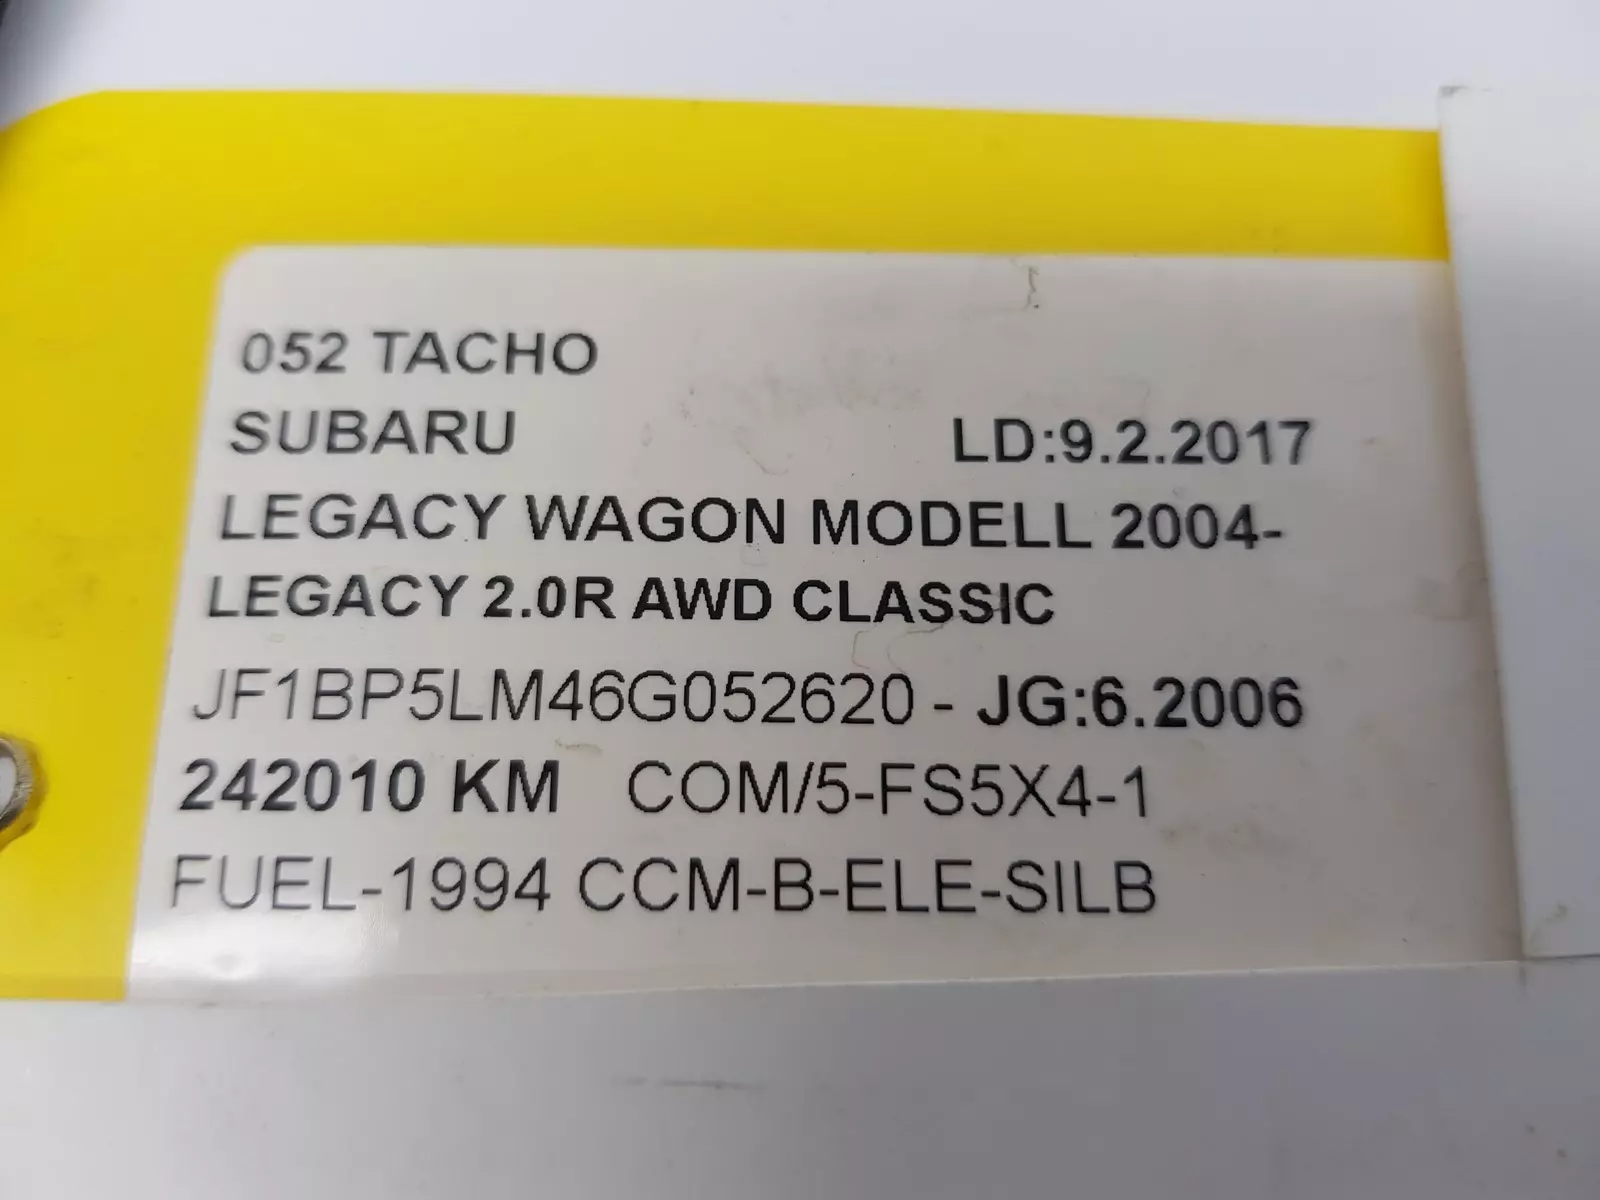 052 TACHO
SUBARU LD:9.2.2017
LEGACY WAGON MODELL 2004-
LEGACY 2.0R AWD CLASSIC
JF1BP5LM46G052620 - JG:6.2006
242010 KM COM/5-FS5X4-1
FUEL-1994 CCM-B-ELE-SILB